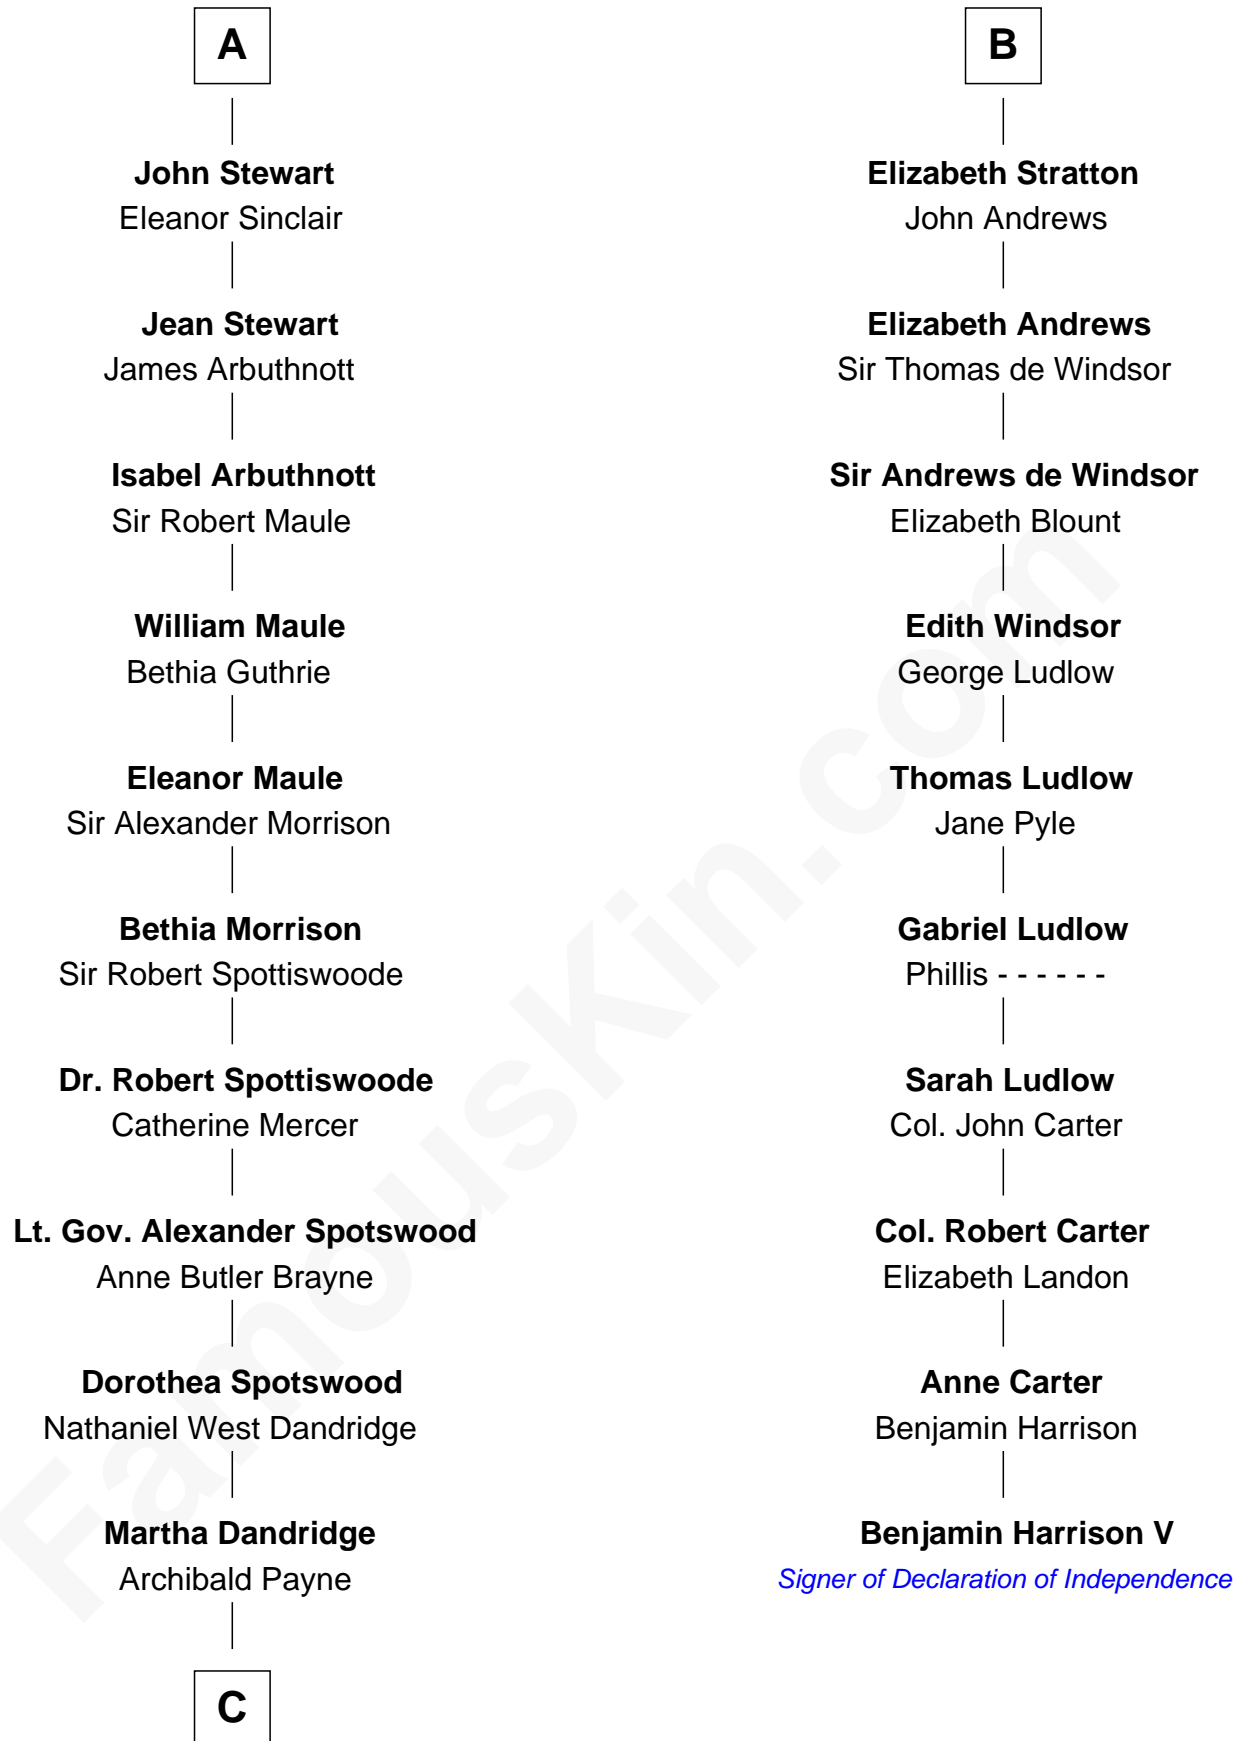 A
John Stewart
Eleanor Sinclair
Jean Stewart
James Arbuthnott
Isabel Arbuthnott
Sir Robert Maule
William Maule
Bethia Guthrie
Eleanor Maule
Sir Alexander Morrison
Bethia Morrison
Sir Robert Spottiswoode
Dr. Robert Spottiswoode
Catherine Mercer
Lt. Gov. Alexander Spotswood
Anne Butler Brayne
Dorothea Spotswood
Nathaniel West Dandridge
Martha Dandridge
Archibald Payne
C
B
Elizabeth Stratton
John Andrews
Elizabeth Andrews
Sir Thomas de Windsor
Sir Andrews de Windsor
Elizabeth Blount
Edith Windsor
George Ludlow
Thomas Ludlow
Jane Pyle
Gabriel Ludlow
Phillis - - - - - -
Sarah Ludlow
Col. John Carter
Col. Robert Carter
Elizabeth Landon
Anne Carter
Benjamin Harrison
Benjamin Harrison V
Signer of Declaration of Independence
FamousKin.com